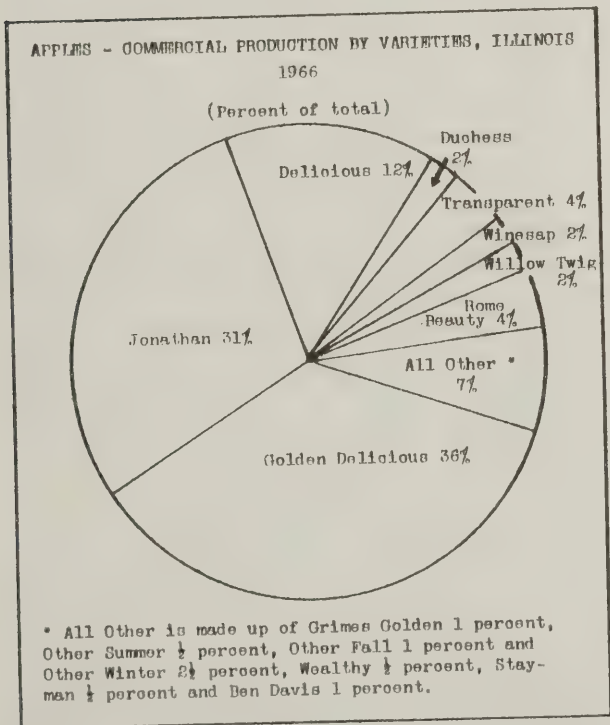 APPLES - COMMERCIAL PRODUCTION BY VARIETIES, ILLINOIS
1966
(Percent of total)
Duchess
2%
Delicious 12%
Transparent 4%
Winesap 2%
Willow Twig
2%
Rome
Beauty 4%
Jonathan 31%
All Other *
7%
Golden Delicious 36%
* All Other is made up of Grimes Golden 1 percent,
Other Summer ½ percent, Other Fall 1 percent and
Other Winter 2½ percent, Wealthy ½ percent, Stay-
man ½ percent and Ben Davis 1 percent.